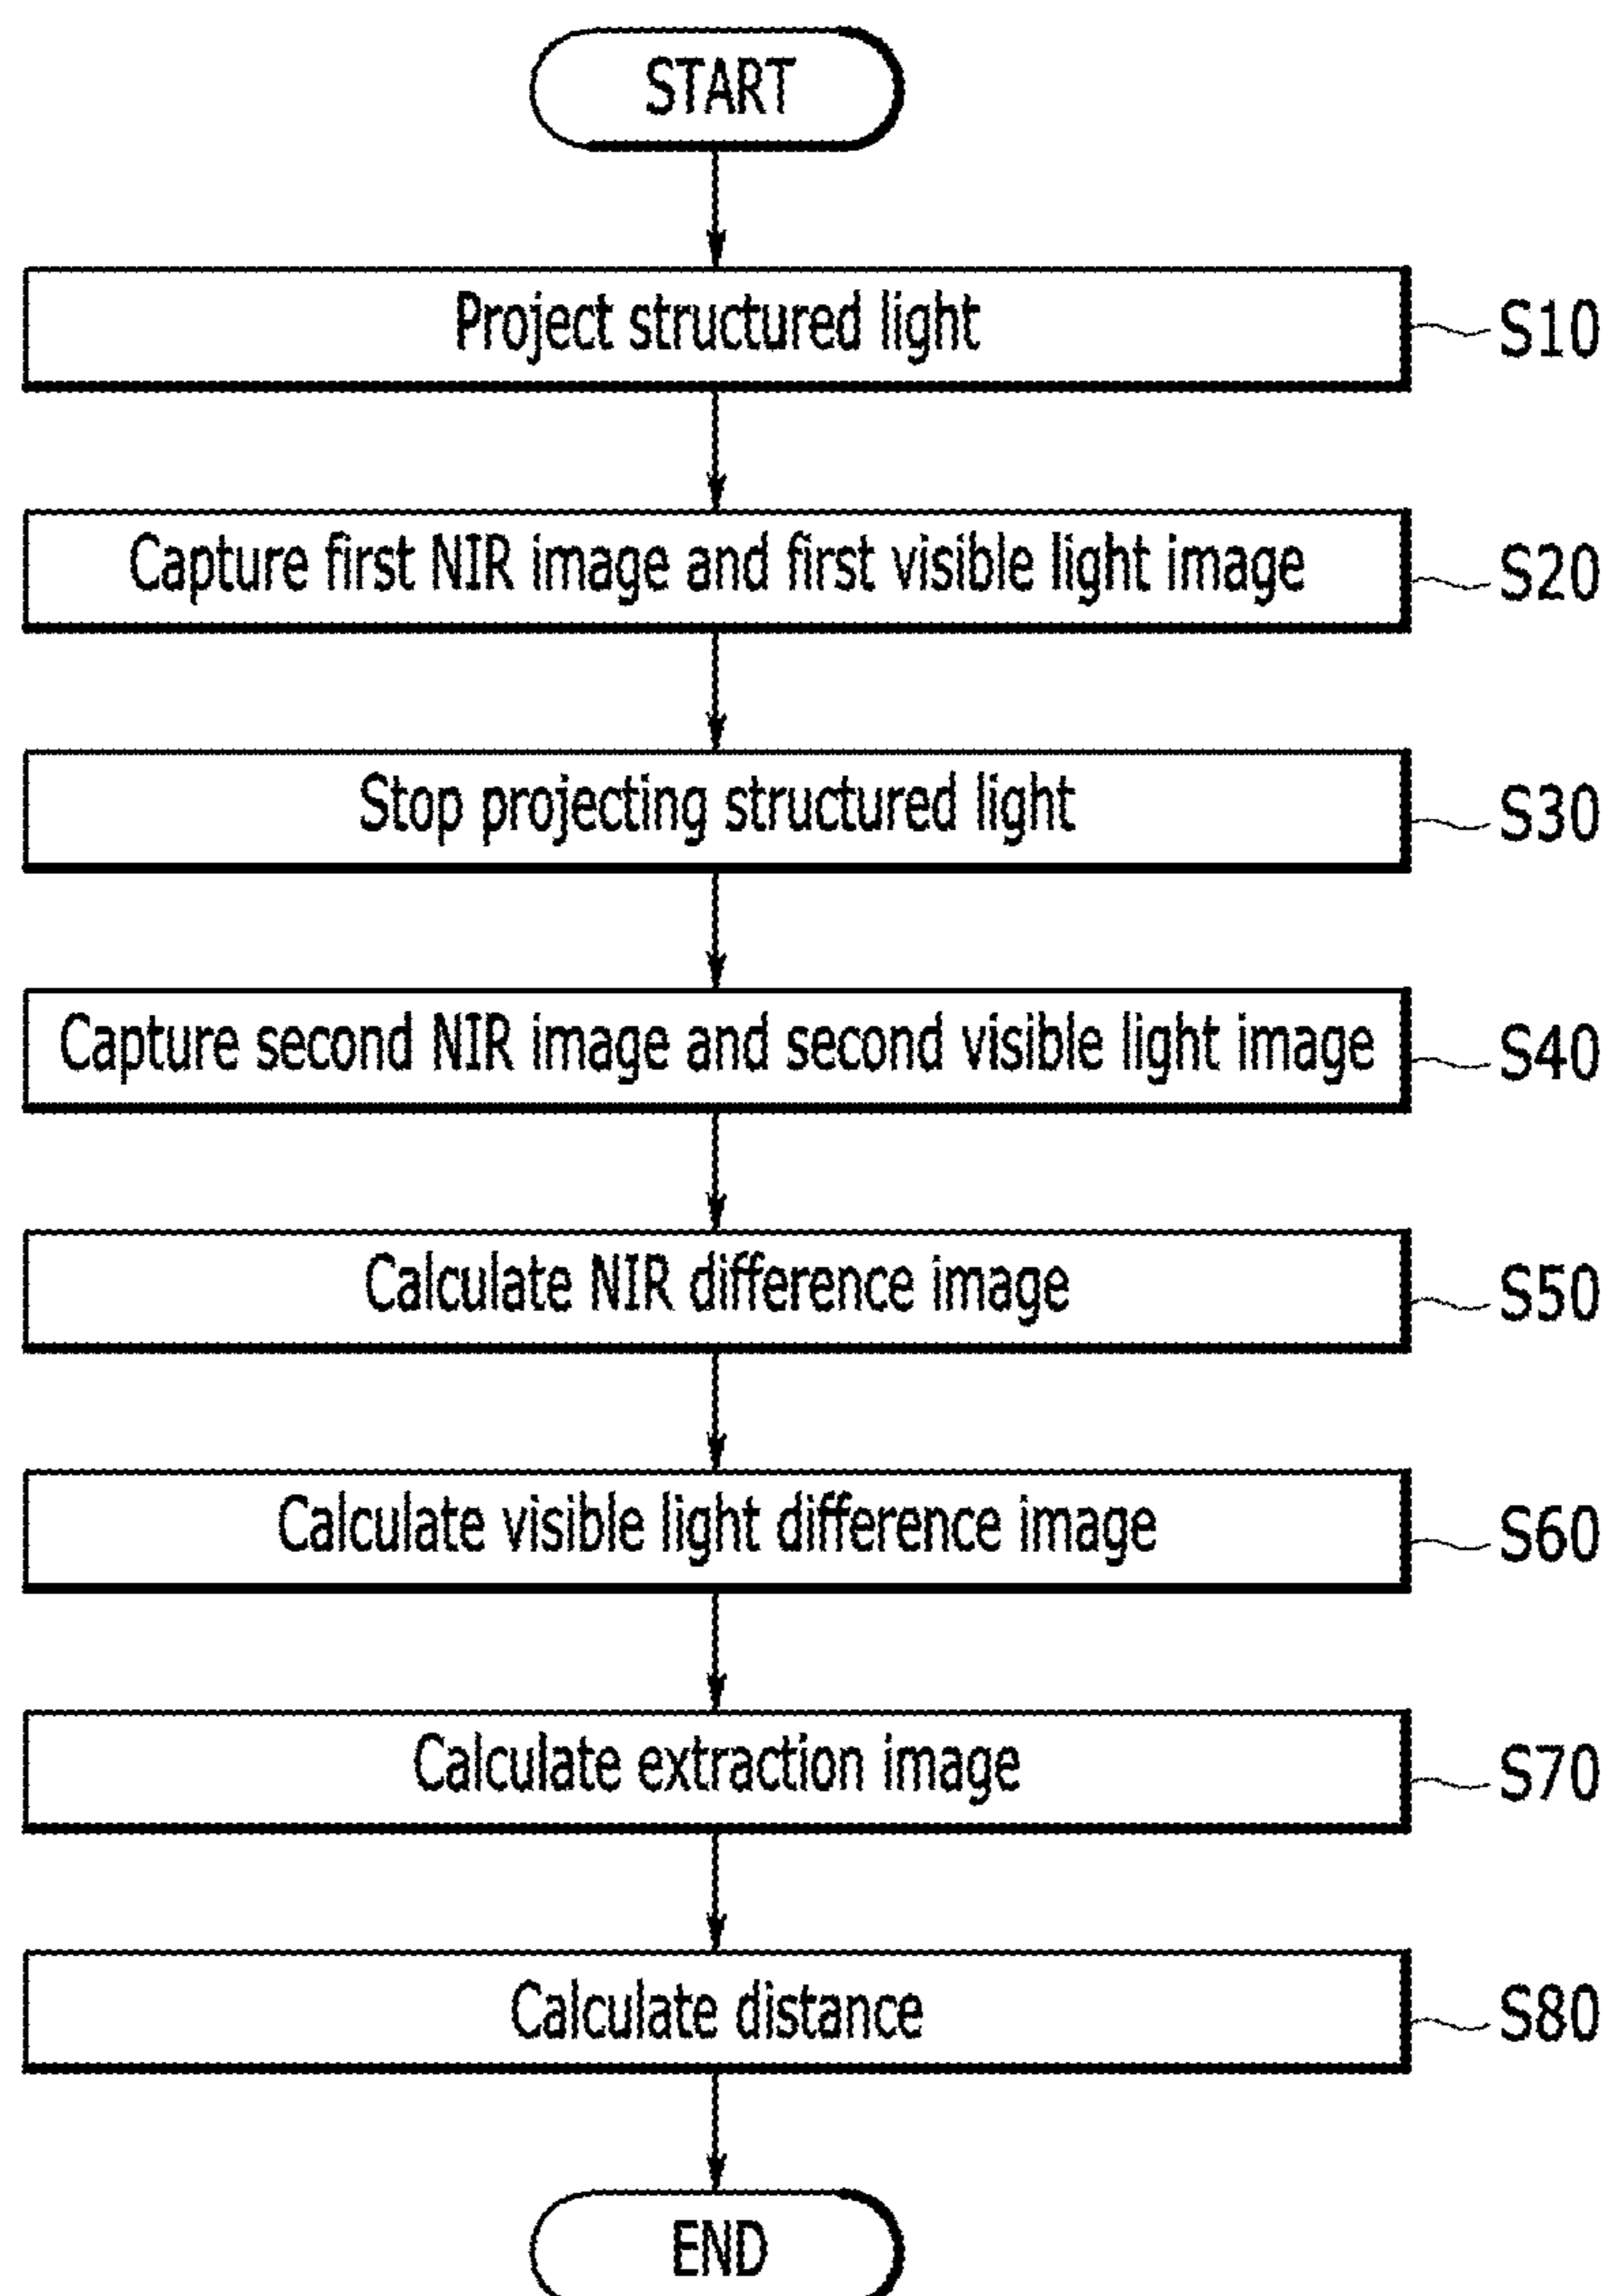 START
Project structured light S10
Capture first NIR image and first visible light image S20
Stop projecting structured light S30
Capture second NIR image and second visible light image S40
Calculate NIR difference image S50
Calculate visible light difference image S60
Calculate extraction image S70
Calculate distance S80
END